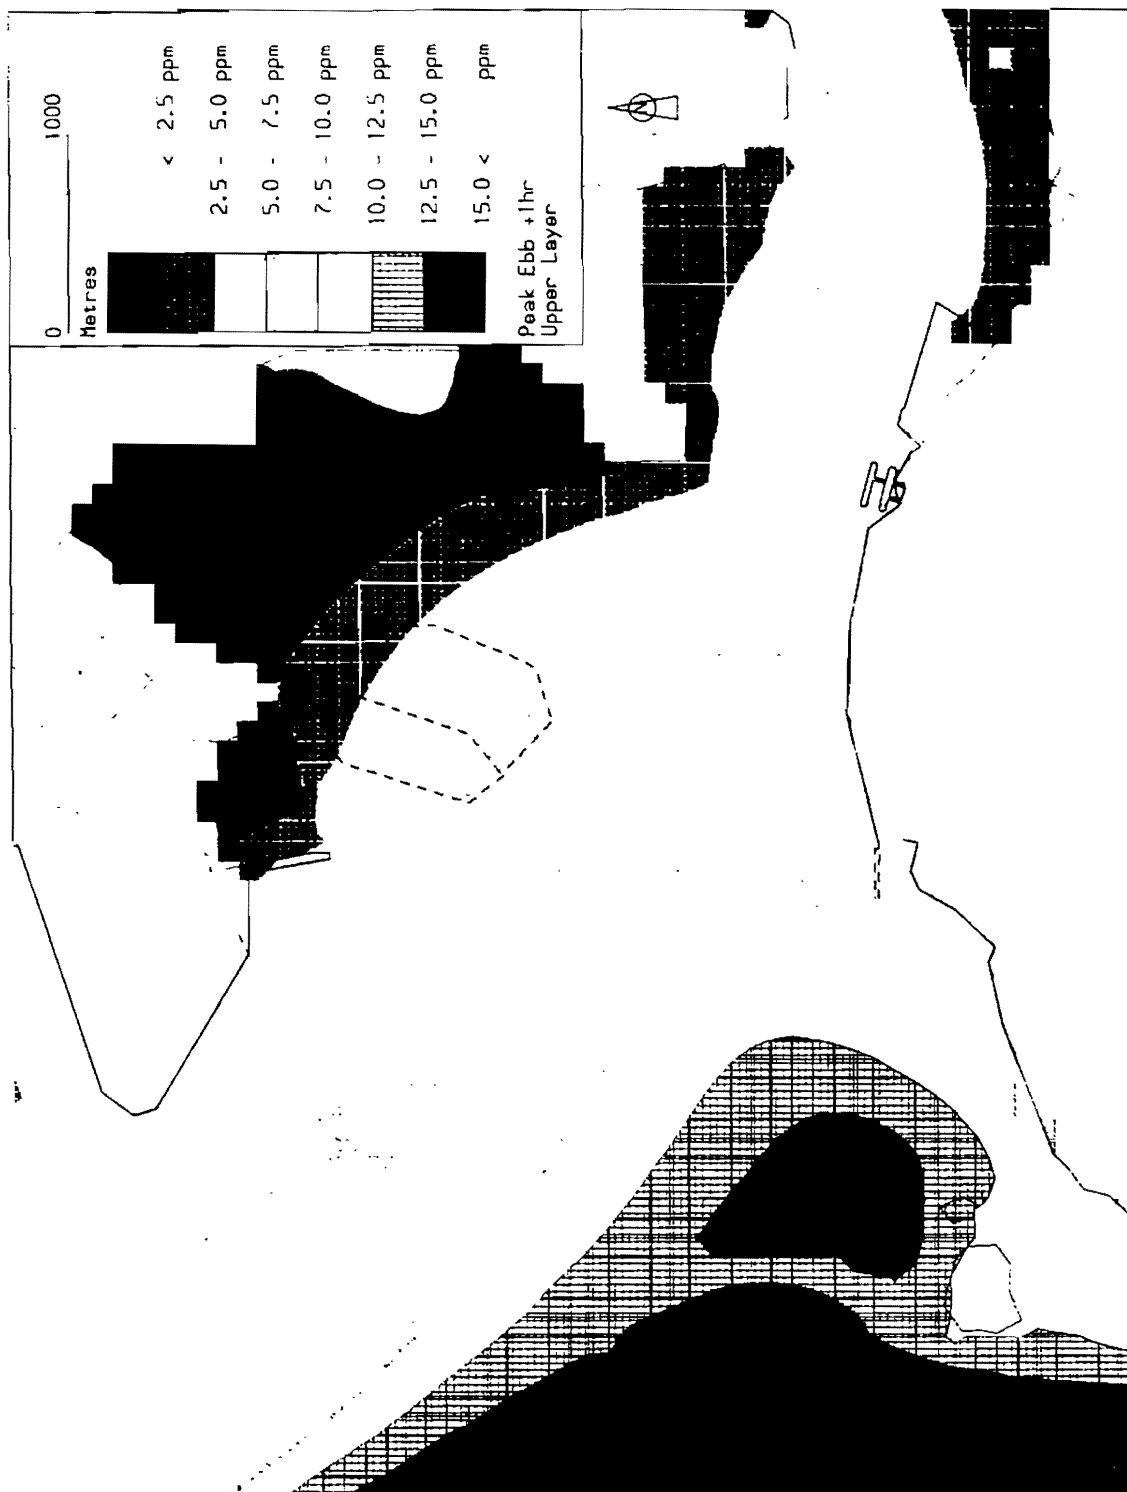 0 1000
Metres
< 2.5 ppm
2.5 - 5.0 ppm
5.0 - 7.5 ppm
7.5 - 10.0 ppm
10.0 - 12.5 ppm
12.5 - 15.0 ppm
15.0 < ppm
Peak Ebb +1hr
Upper Layer
N